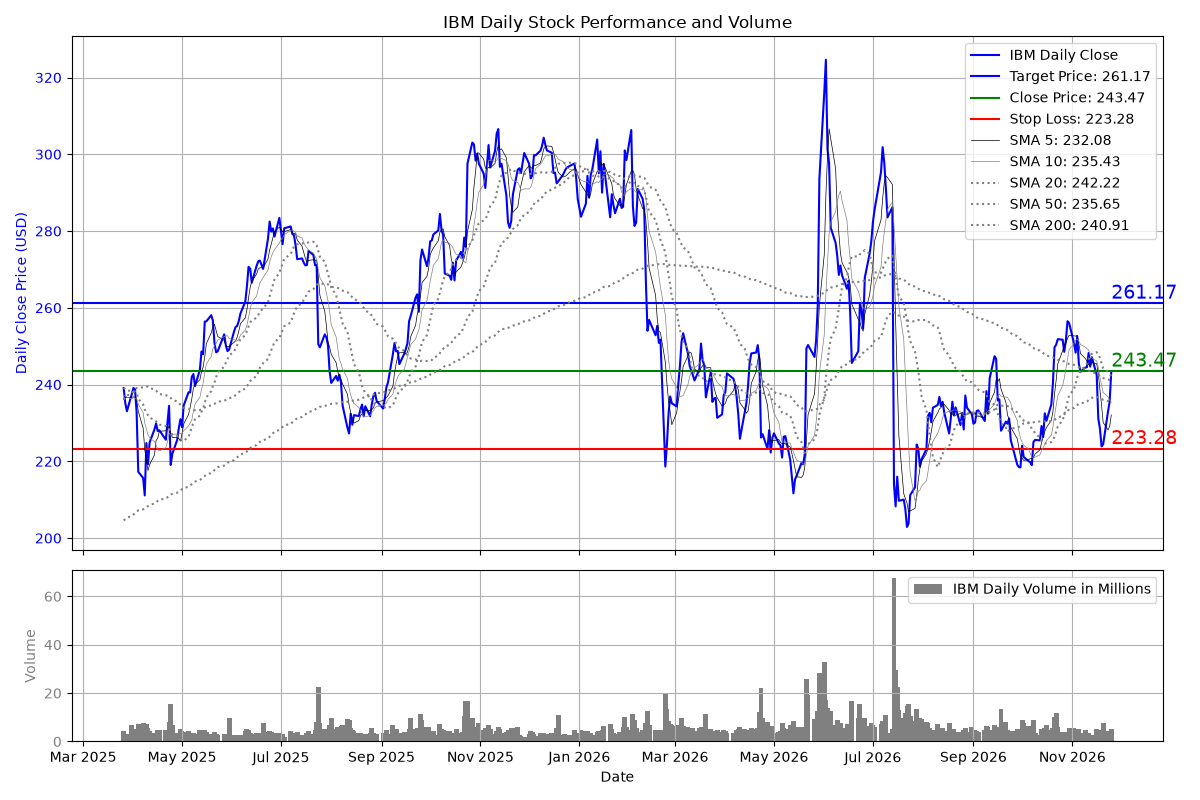 IBM Daily Stock Performance and Volume
Daily Close Price (USD)
320
300
280
260
240
220
200
IBM Daily Close
Target Price: 261.17
Close Price: 243.47
Stop Loss: 223.28
SMA 5: 232.08
SMA 10: 235.43
SMA 20: 242.22
SMA 50: 235.65
SMA 200: 240.91
261.17
243.47
223.28
Volume
60
40
20
0
IBM Daily Volume in Millions
Mar 2025 May 2025 Jul 2025 Sep 2025 Nov 2025 Jan 2026 Mar 2026 May 2026 Jul 2026 Sep 2026 Nov 2026
Date